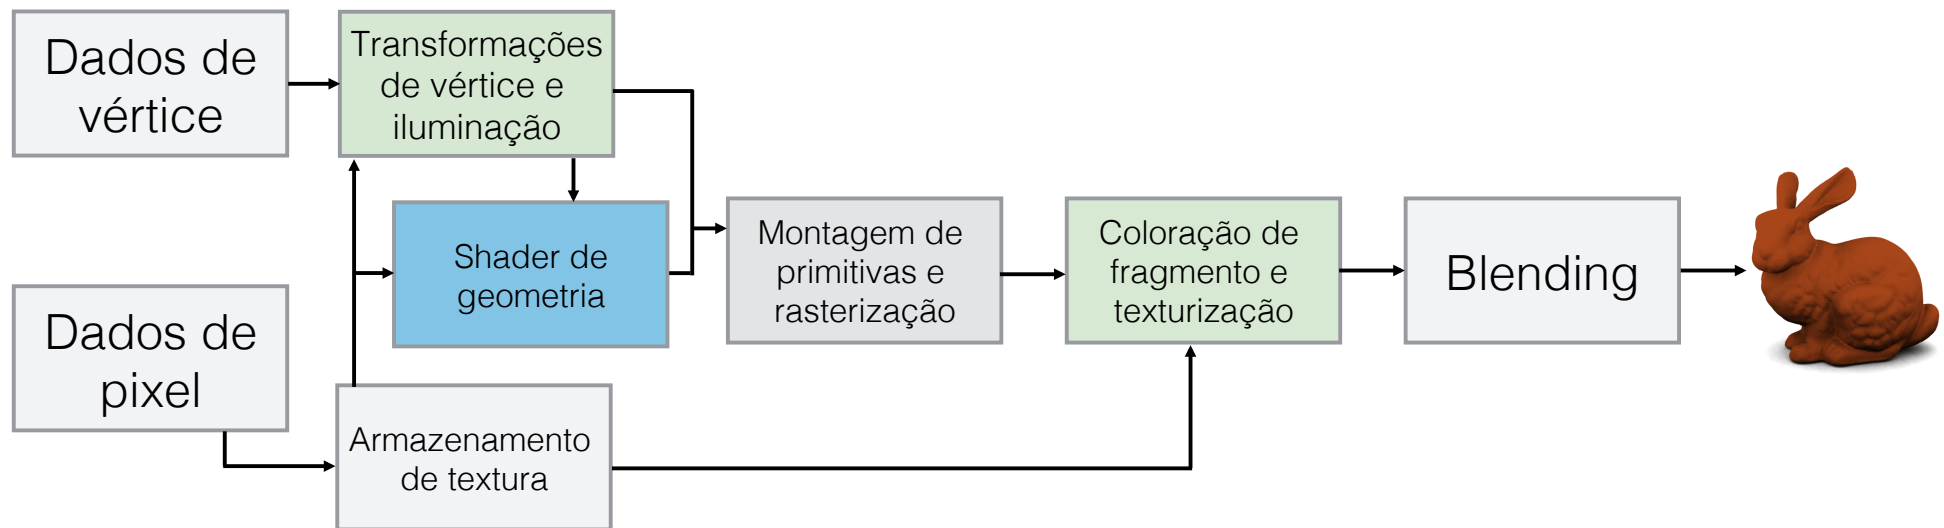 Dados de
vértice
Transformações
de vértice e
iluminação
Shader de
geometria
Montagem de
primitivas e
rasterização
Coloração de
fragmento e
texturização
Blending
Dados de
pixel
Armazenamento
de textura